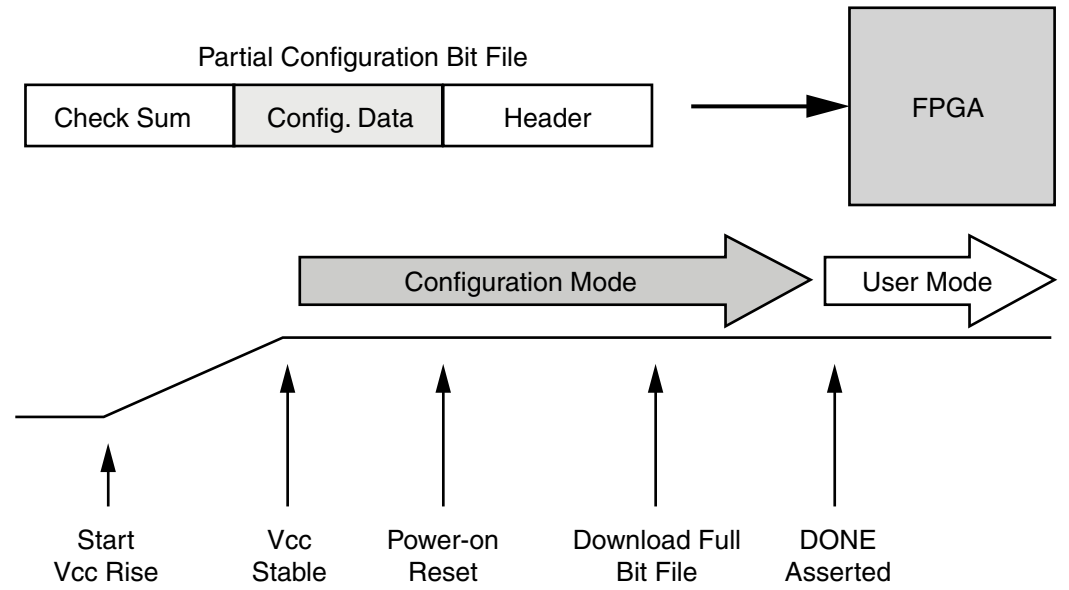 Partial Configuration Bit File
Check Sum
Config. Data
Header
FPGA
Configuration Mode
User Mode
Start
Vcc Rise
Vcc
Stable
Power-on
Reset
Download Full
Bit File
DONE
Asserted